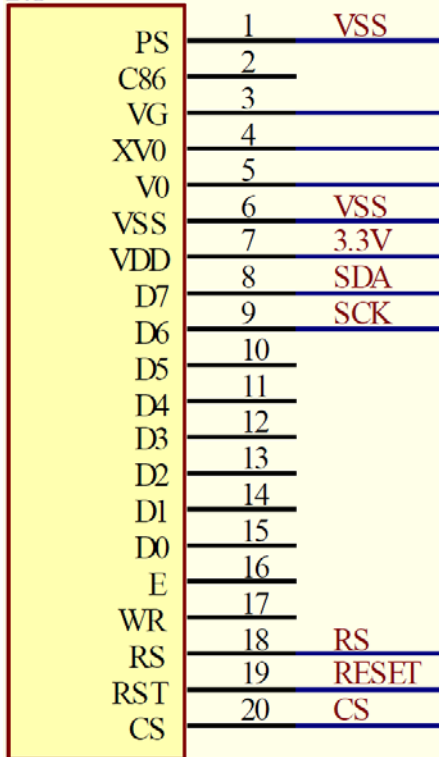 PS 1 VSS
C86 2
VG 3
XV0 4
V0 5
VSS 6 VSS
VDD 7 3.3V
D7 8 SDA
D6 9 SCK
D5 10
D4 11
D3 12
D2 13
D1 14
D0 15
E 16
WR 17
RS 18 RS
RST 19 RESET
CS 20 CS